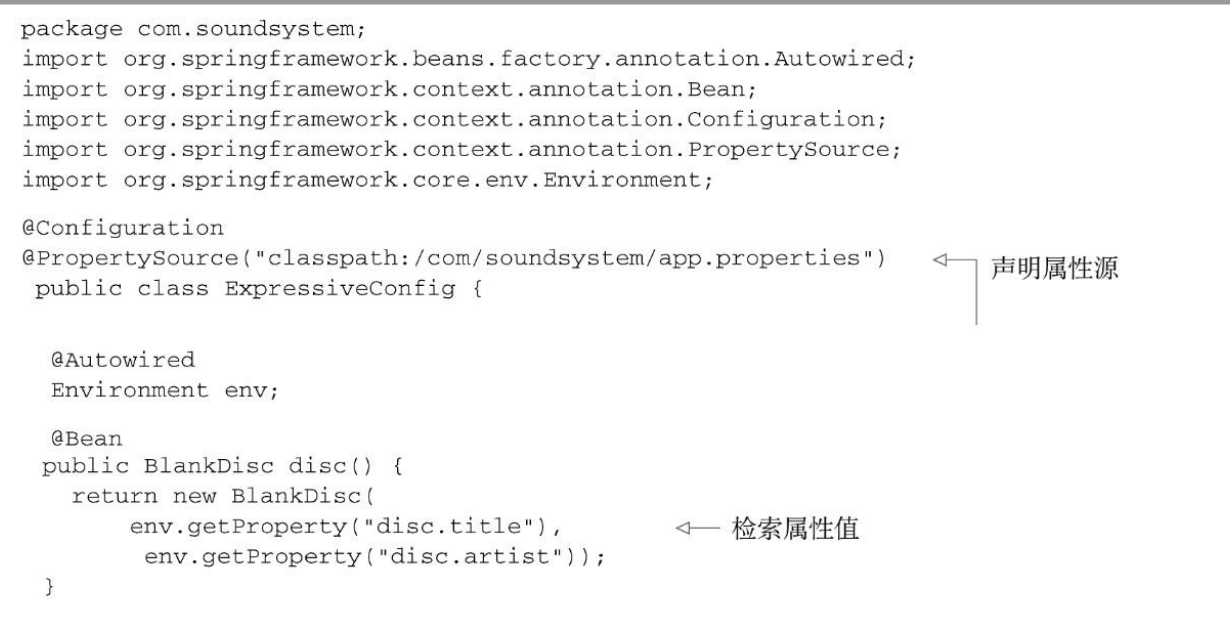 package com.soundsystem;
import org.springframework.beans.factory.annotation.Autowired;
import org.springframework.context.annotation.Bean;
import org.springframework.context.annotation.Configuration;
import org.springframework.context.annotation.PropertySource;
import org.springframework.core.env.Environment;
@Configuration
@PropertySource("classpath:/com/soundsystem/app.properties")
声明属性源
public class ExpressiveConfig {
@Autowired
Environment env;
@Bean
public BlankDisc disc() {
return new BlankDisc(
env.getProperty("disc.title"),
检索属性值
env.getProperty("disc.artist"));
}